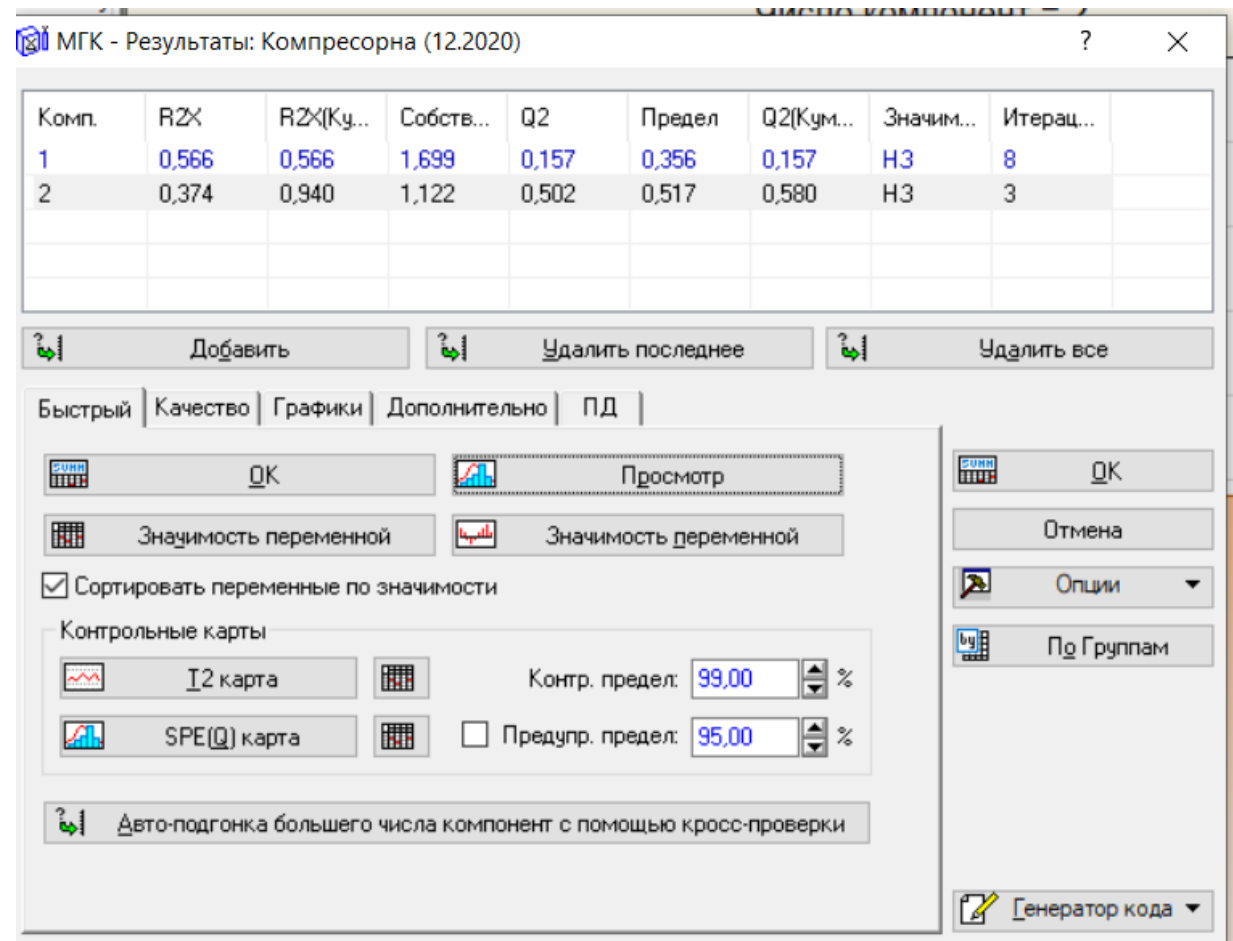 Число компонент = 2
МГК - Результаты: Компресорна (12.2020) ?
Комп. R2X R2X(Ку... Собств... Q2 Предел Q2(Кум... Значим... Итерац...
1 0,566 0,566 1,699 0,157 0,356 0,157 НЗ 8
2 0,374 0,940 1,122 0,502 0,517 0,580 НЗ 3
Добавить Удалить последнее Удалить все
Быстрый Качество Графики Дополнительно ПД
OK Просмотр
Значимость переменной Значимость переменной
Сортировать переменные по значимости
Контрольные карты
T2 карта Контр. предел: 99,00 %
SPE(Q) карта Предупр. предел: 95,00 %
Авто-подгонка большего числа компонент с помощью кросс-проверки
OK
Отмена
Опции
По Группам
Генератор кода